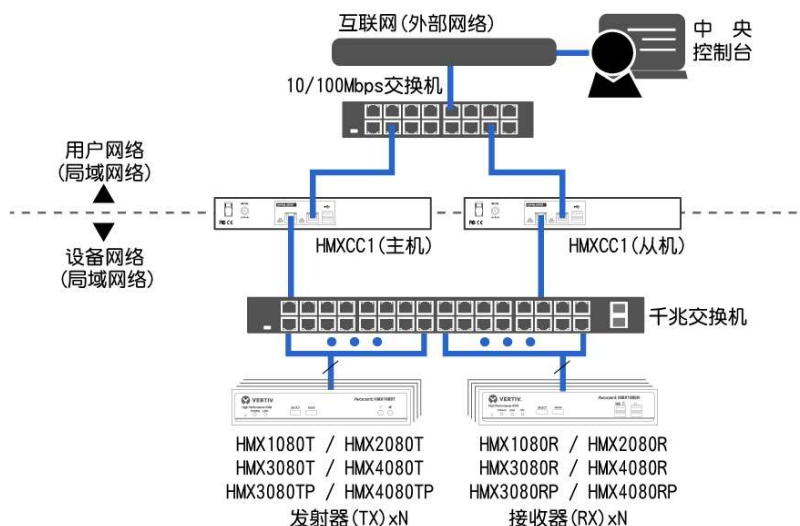 互联网(外部网络)
中 央
控制台
10/100Mbps交换机
用户网络
(局域网络)
设备网络
(局域网络)
HMXCC1(主机)
HMXCC1(从机)
千兆交换机
VERTIV
VERTIV
HMX1080T / HMX2080T
HMX3080T / HMX4080T
HMX3080TP / HMX4080TP
发射器(TX)xN
HMX1080R / HMX2080R
HMX3080R / HMX4080R
HMX3080RP / HMX4080RP
接收器(RX)xN